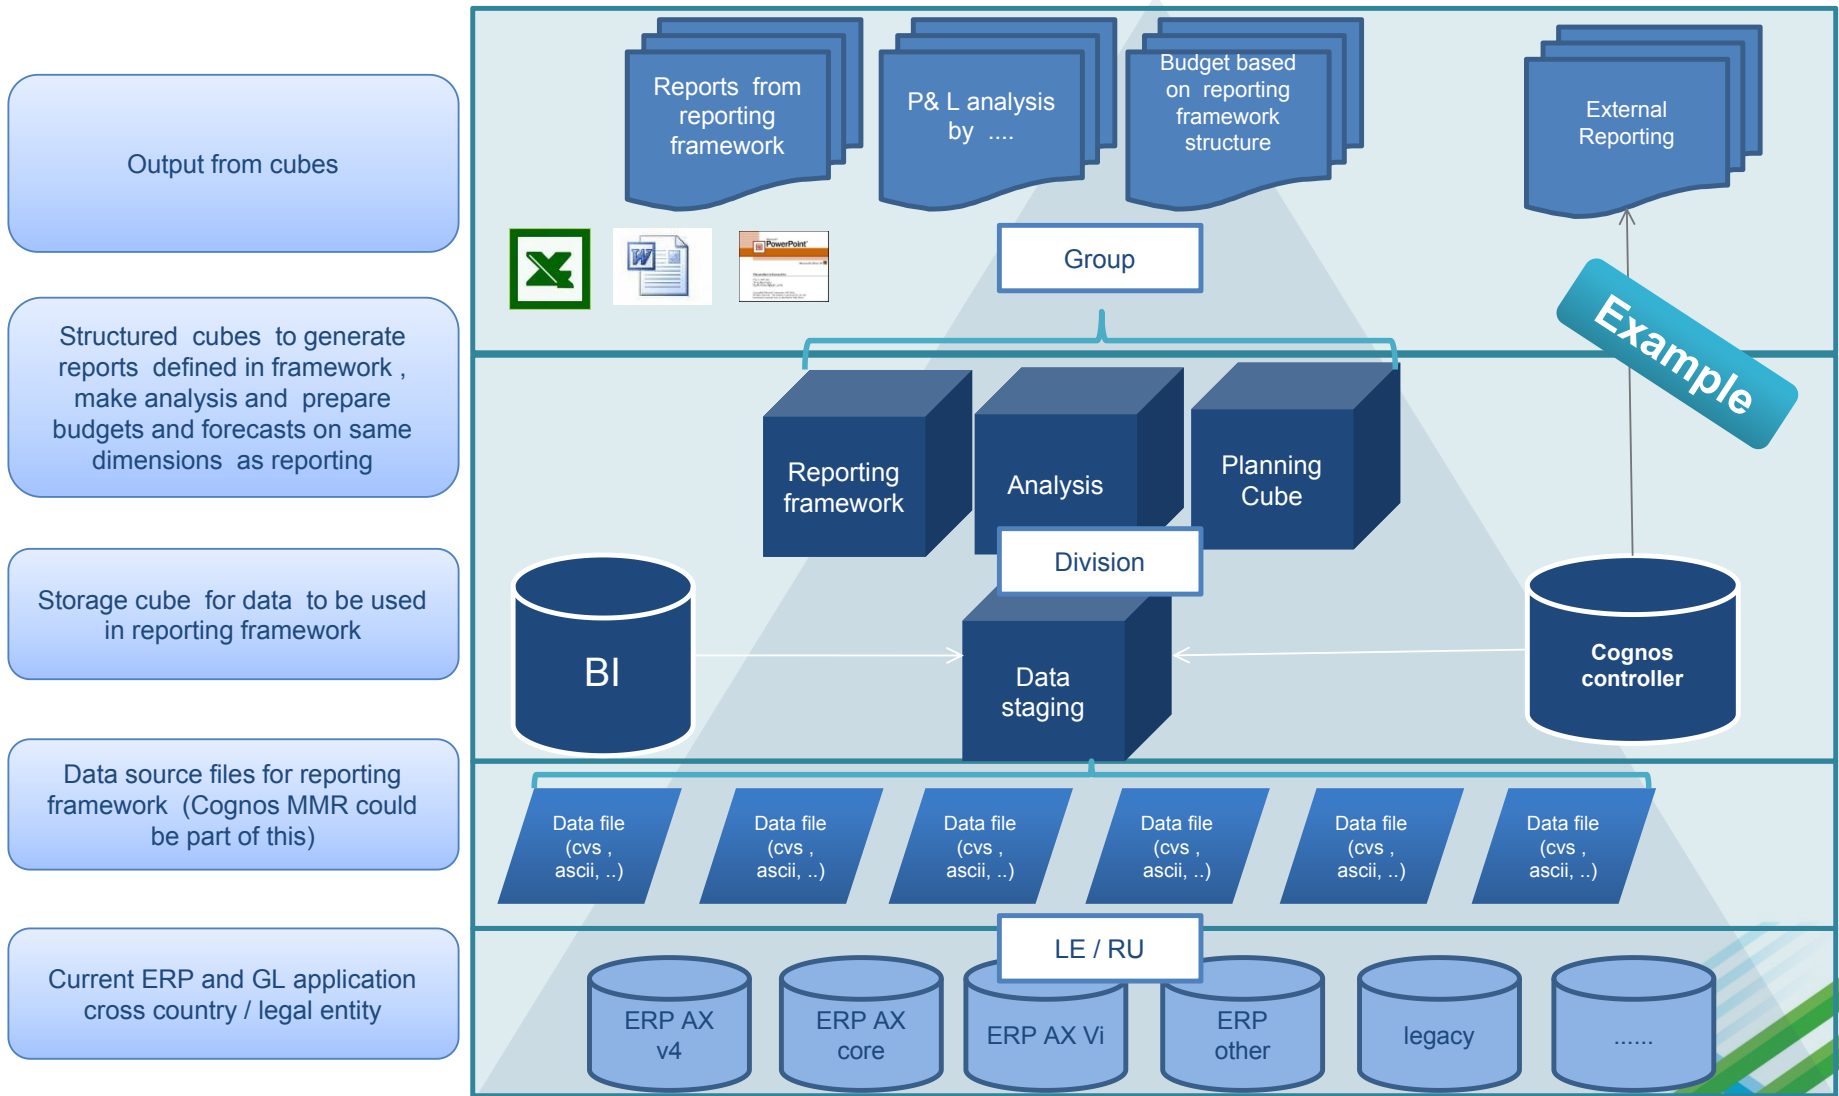 Output from cubes
Structured cubes to generate
reports defined in framework ,
make analysis and prepare
budgets and forecasts on same
dimensions as reporting
Storage cube for data to be used
in reporting framework
Data source files for reporting
framework (Cognos MMR could
be part of this)
Current ERP and GL application
cross country / legal entity
Reports from
reporting
framework
P& L analysis
by ....
Budget based
on reporting
framework
structure
External
Reporting
PowerPoint
Group
Example
Reporting
framework
Analysis
Planning
Cube
Division
BI
Data
staging
Cognos
controller
Data file
(cvs ,
ascii, ..)
Data file
(cvs ,
ascii, ..)
Data file
(cvs ,
ascii, ..)
Data file
(cvs ,
ascii, ..)
Data file
(cvs ,
ascii, ..)
Data file
(cvs ,
ascii, ..)
LE / RU
ERP AX
v4
ERP AX
core
ERP AX Vi
ERP
other
legacy
......